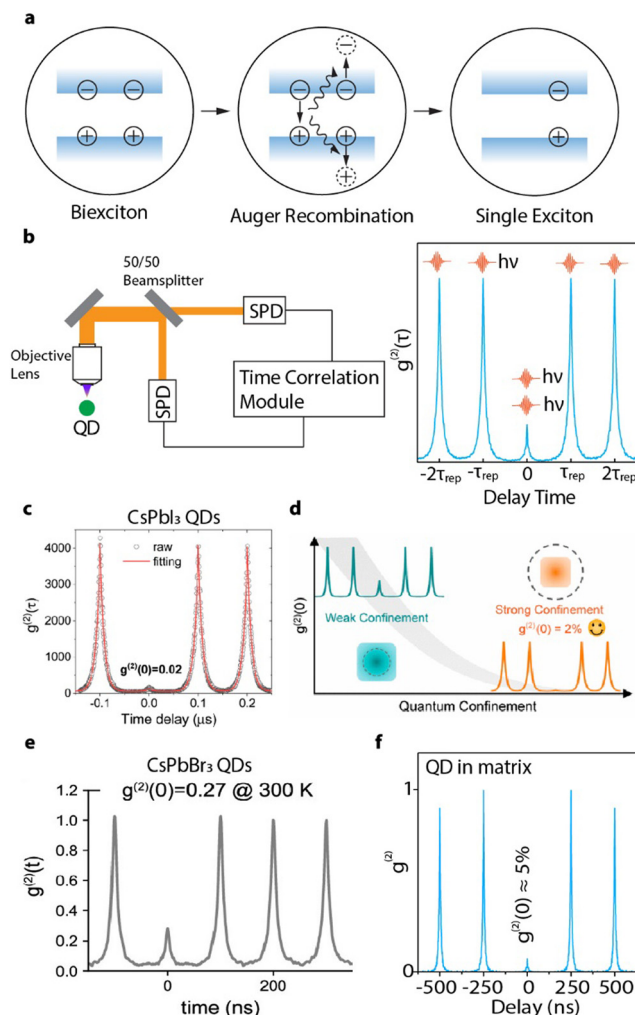 a
Biexciton
Auger Recombination
Single Exciton
b
50/50
Beamsplitter
SPD
Objective
Lens
SPD
Time Correlation
Module
QD
hν
hν
hν
hν
g⁽²⁾(τ)
-2τrep
-τrep
0
τrep
2τrep
Delay Time
c
CsPbI₃ QDs
raw
fitting
g⁽²⁾(0)=0.02
g⁽²⁾(τ)
4000
3000
2000
1000
0
-0.1
0.0
0.1
0.2
Time delay (μs)
d
g⁽²⁾(0)
Weak Confinement
Strong Confinement
g⁽²⁾(0) = 2%
Quantum Confinement
e
CsPbBr₃ QDs
g⁽²⁾(0)=0.27 @ 300 K
g⁽²⁾(t)
1.2
1.0
0.8
0.6
0.4
0.2
0.0
0
200
time (ns)
f
QD in matrix
g⁽²⁾
1
0
g⁽²⁾(0) ≈ 5%
-500
-250
0
250
500
Delay (ns)